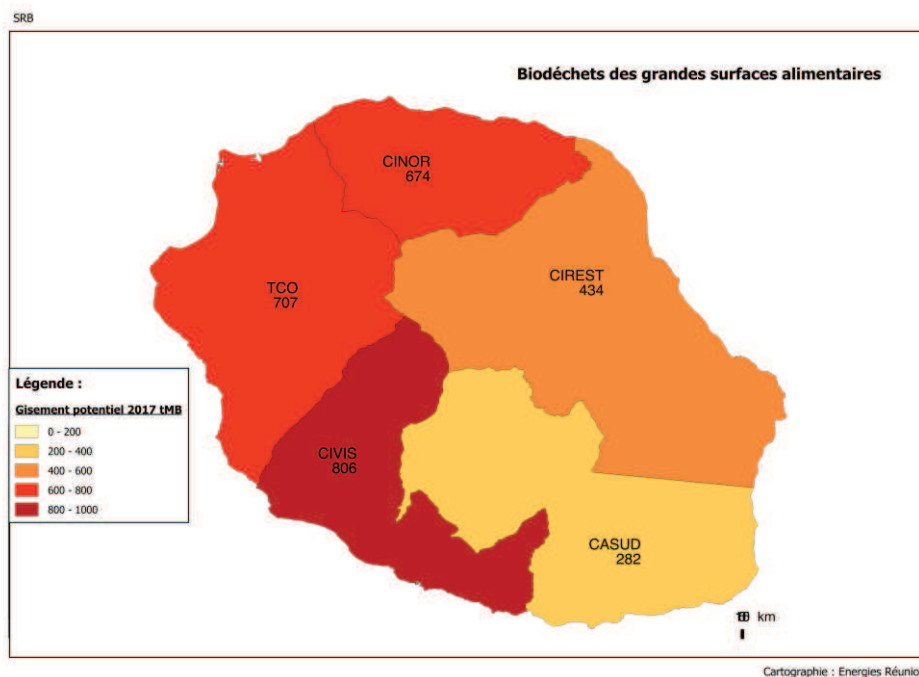 SRB
Biodéchets des grandes surfaces alimentaires
CINOR
674
CIREST
434
TCO
707
Légende :
Gisement potentiel 2017 tMB
0 - 200
200 - 400
400 - 600
600 - 800
800 - 1000
CIVIS
806
CASUD
282
km
Cartographie : Energies Réunio